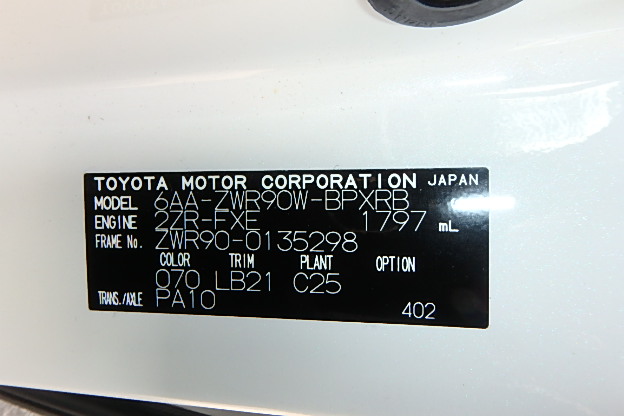 TOYOTA MOTOR CORPORATION JAPAN
MODEL 6AA-ZWR90W-BPXRB
ENGINE 2ZR-FXE 1797 mL
FRAME No. ZWR90-0135298
COLOR TRIM PLANT OPTION
070 LB21 C25
TRANS./AXLE PA10
402